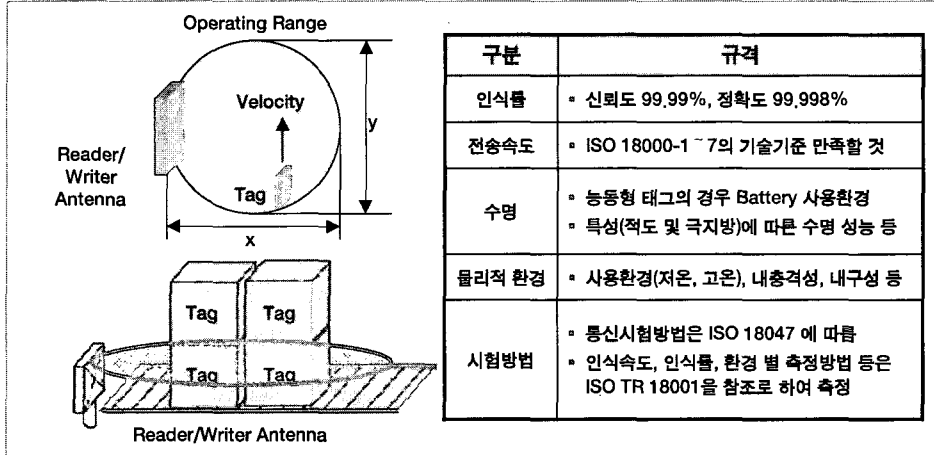 Operating Range
Velocity
y
Reader/
Writer
Antenna
Tag
x
Tag
Tag
Tag
Tag
Reader/Writer Antenna
구분 규격
인식률 ▫ 신뢰도 99.99%, 정확도 99.998%
전송속도 ▫ ISO 18000-1 ~ 7의 기술기준 만족할 것
수명 ▫ 능동형 태그의 경우 Battery 사용환경
▫ 특성(적도 및 극지방)에 따른 수명 성능 등
물리적 환경 ▫ 사용환경(저온, 고온), 내충격성, 내구성 등
시험방법 ▫ 통신시험방법은 ISO 18047 에 따름
▫ 인식속도, 인식률, 환경 별 측정방법 등은
ISO TR 18001을 참조로 하여 측정